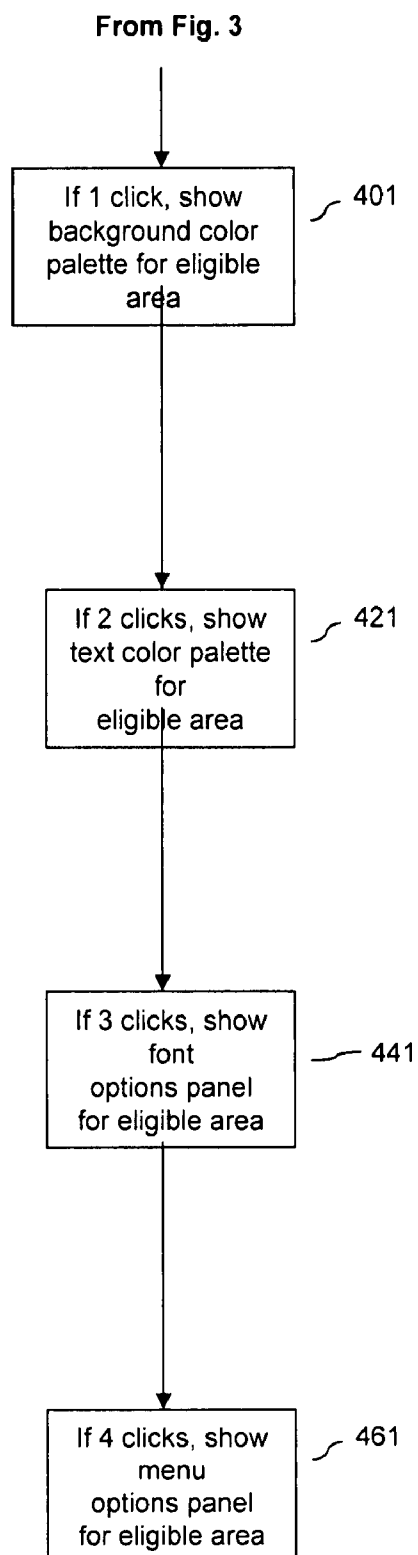 From Fig. 3
If 1 click, show
background color
palette for eligible
area
401
If 2 clicks, show
text color palette
for
eligible area
421
If 3 clicks, show
font
options panel
for eligible area
441
If 4 clicks, show
menu
options panel
for eligible area
461